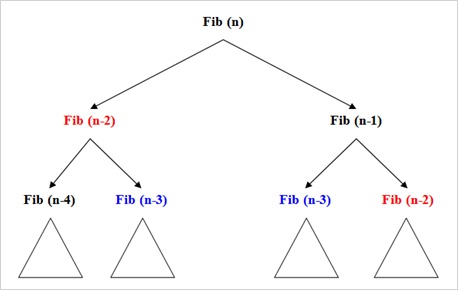 Fib (n)
Fib (n-2)
Fib (n-1)
Fib (n-4)
Fib (n-3)
Fib (n-3)
Fib (n-2)